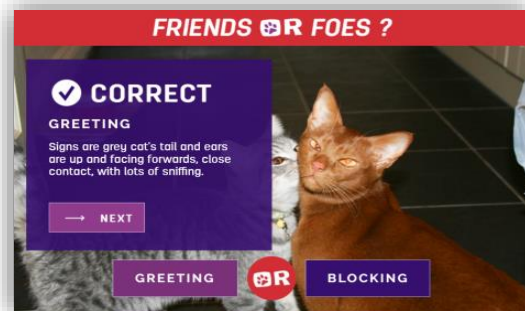 FRIENDS OR FOES ?
CORRECT
GREETING
Signs are grey cat's tail and ears
are up and facing forwards, close
contact, with lots of sniffing.
→ NEXT
GREETING
OR
BLOCKING